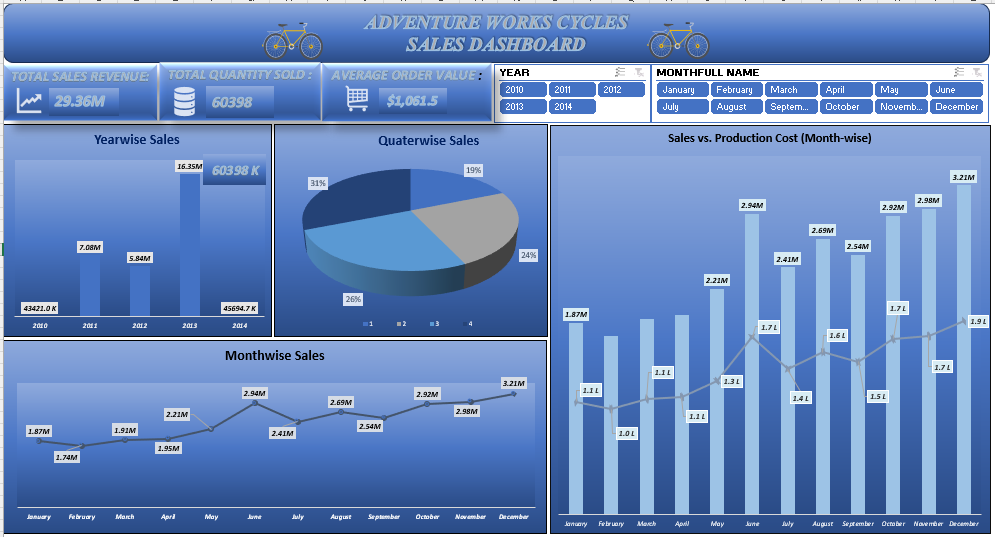 ADVENTURE WORKS CYCLES
SALES DASHBOARD
TOTAL SALES REVENUE:
29.36M
TOTAL QUANTITY SOLD :
60398
AVERAGE ORDER VALUE :
$1,061.5
YEAR
2010 2011 2012
2013 2014
MONTHFULL NAME
January February March April May June
July August Septem... October Novemb... December
Yearwise Sales
60398 K
16.35M
7.08M
5.84M
43421.0 K
45694.7 K
2010 2011 2012 2013 2014
Quaterwise Sales
19%
31%
24%
26%
1 2 3 4
Sales vs. Production Cost (Month-wise)
3.21M
2.98M
2.94M
2.92M
2.69M
2.54M
2.41M
2.21M
1.87M
1.7 L
1.9 L
1.7 L
1.6 L
1.7 L
1.1 L
1.3 L
1.1 L
1.4 L
1.5 L
1.1 L
1.0 L
January February March April May June July August September October November December
Monthwise Sales
3.21M
2.94M
2.92M
2.69M
2.98M
2.21M
2.54M
2.41M
1.87M
1.91M
1.95M
1.74M
January February March April May June July August September October November December